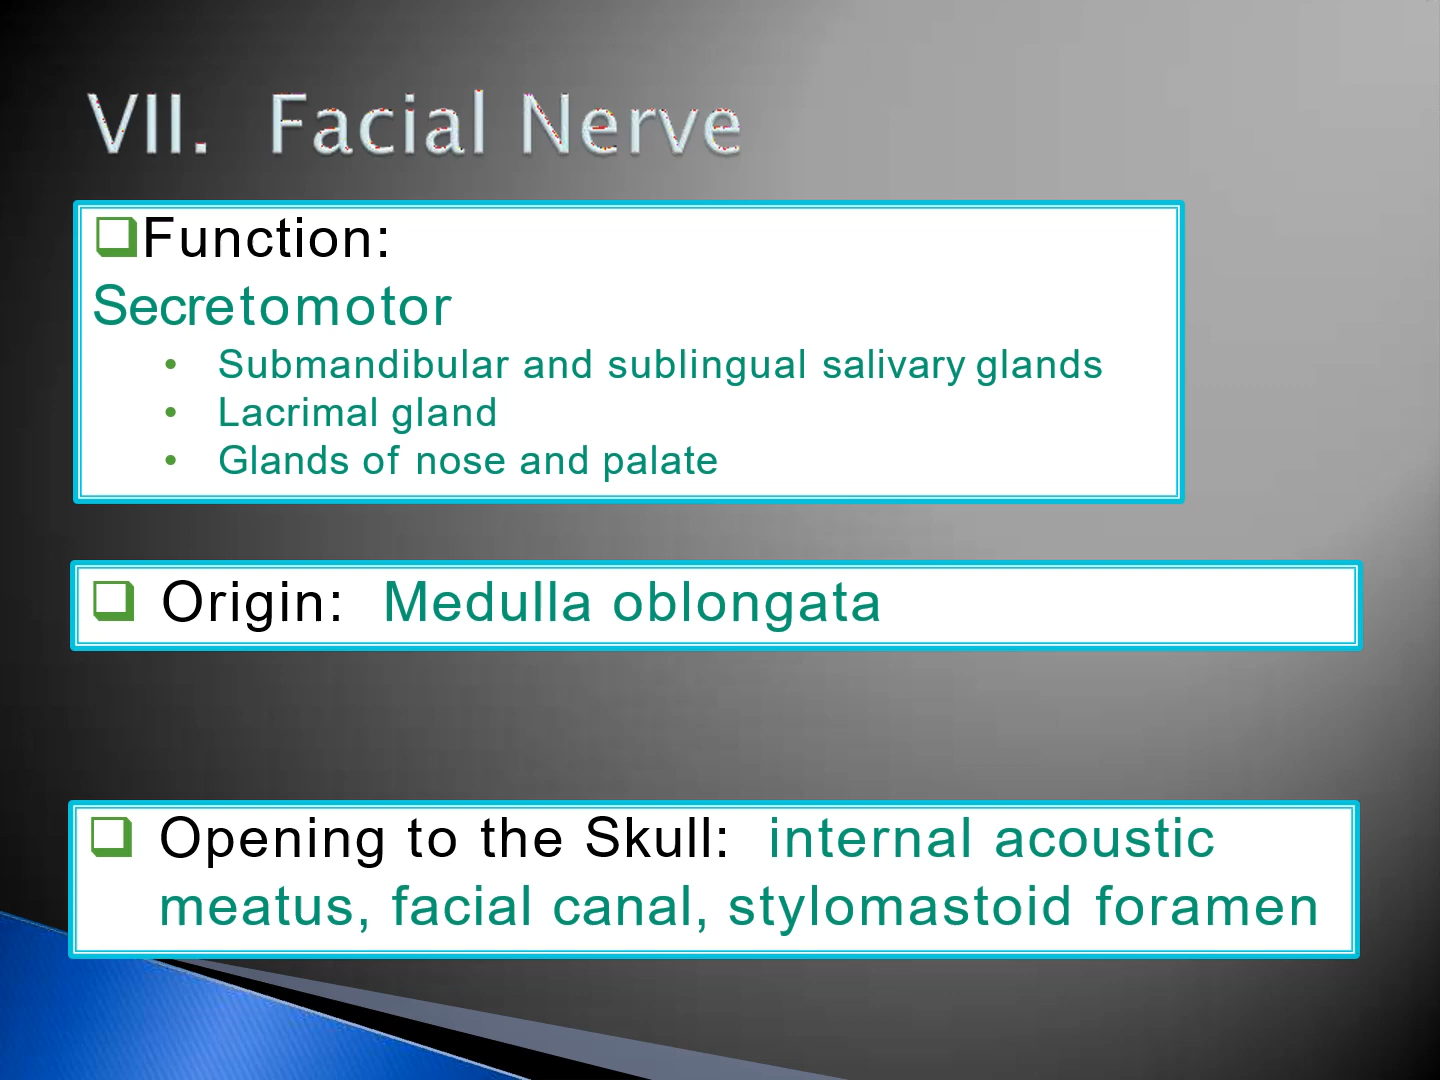 VII. Facial Nerve
Function:
Secretomotor
• Submandibular and sublingual salivary glands
• Lacrimal gland
• Glands of nose and palate
Origin: Medulla oblongata
Opening to the Skull: internal acoustic
meatus, facial canal, stylomastoid foramen